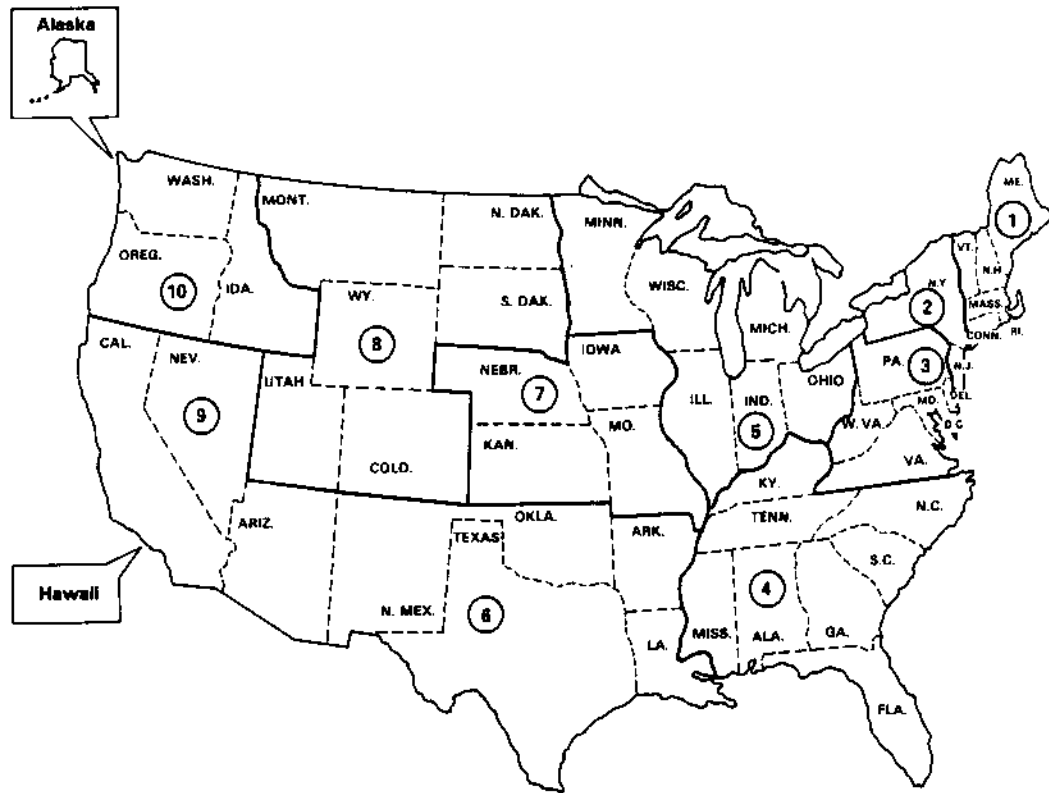 Alaska
WASH.
MONT.
N. DAK.
MINN.
ME.
1
VT.
N.H
OREG.
10
IDA.
WY.
8
S. DAK.
WISC.
MICH.
N.Y
2
MASS.
CONN.
RI.
CAL.
NEV.
9
UTAH
NEBR.
7
IOWA
ILL.
IND.
5
OHIO
PA.
3
N.J.
MD.
DEL
D.C
W. VA.
VA.
COLO.
KAN.
MO.
KY.
ARIZ.
N. MEX.
TEXAS
6
OKLA.
ARK.
TENN.
N.C.
S.C.
4
LA.
MISS.
ALA.
GA.
FLA.
Hawaii